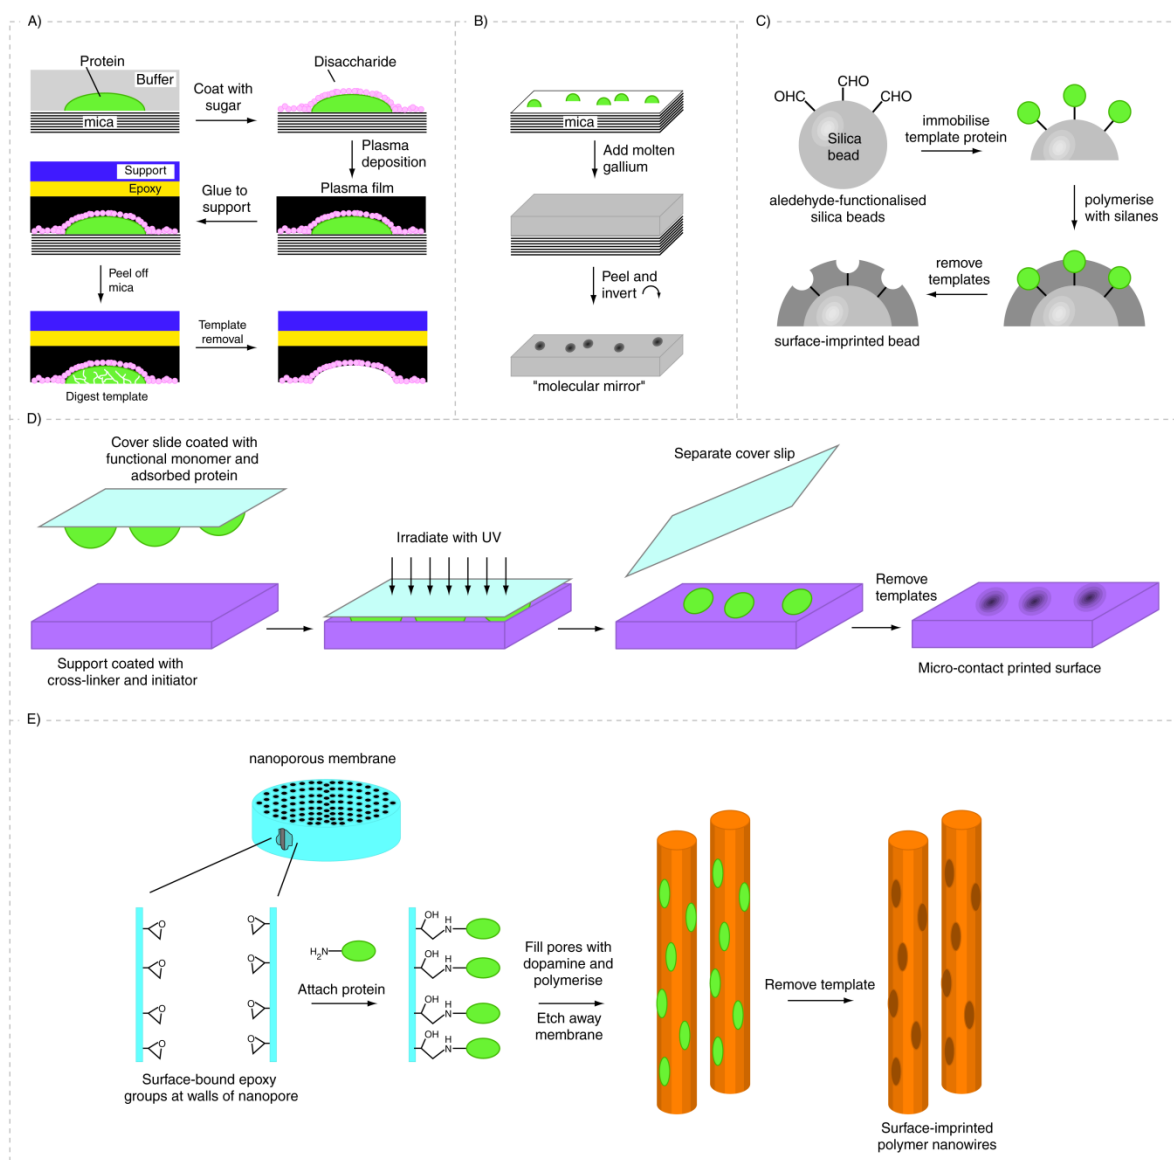 A)
Protein
Buffer
mica
Coat with
sugar
Disaccharide
Plasma
deposition
Plasma film
Support
Epoxy
Glue to
support
Peel off
mica
Template
removal
Digest template
B)
mica
Add molten
gallium
Peel and
invert
"molecular mirror"
C)
CHO
OHC
CHO
Silica
bead
aledehyde-functionalised
silica beads
immobilise
template protein
polymerise
with silanes
remove
templates
surface-imprinted bead
D)
Cover slide coated with
functional monomer and
adsorbed protein
Support coated with
cross-linker and initiator
Irradiate with UV
Separate cover slip
Remove
templates
Micro-contact printed surface
E)
nanoporous membrane
O
O
O
O
O
O
O
O
Surface-bound epoxy
groups at walls of nanopore
H2N
Attach protein
OH
H
N
OH
H
N
OH
H
N
OH
H
N
Fill pores with
dopamine and
polymerise
Etch away
membrane
Remove template
Surface-imprinted
polymer nanowires